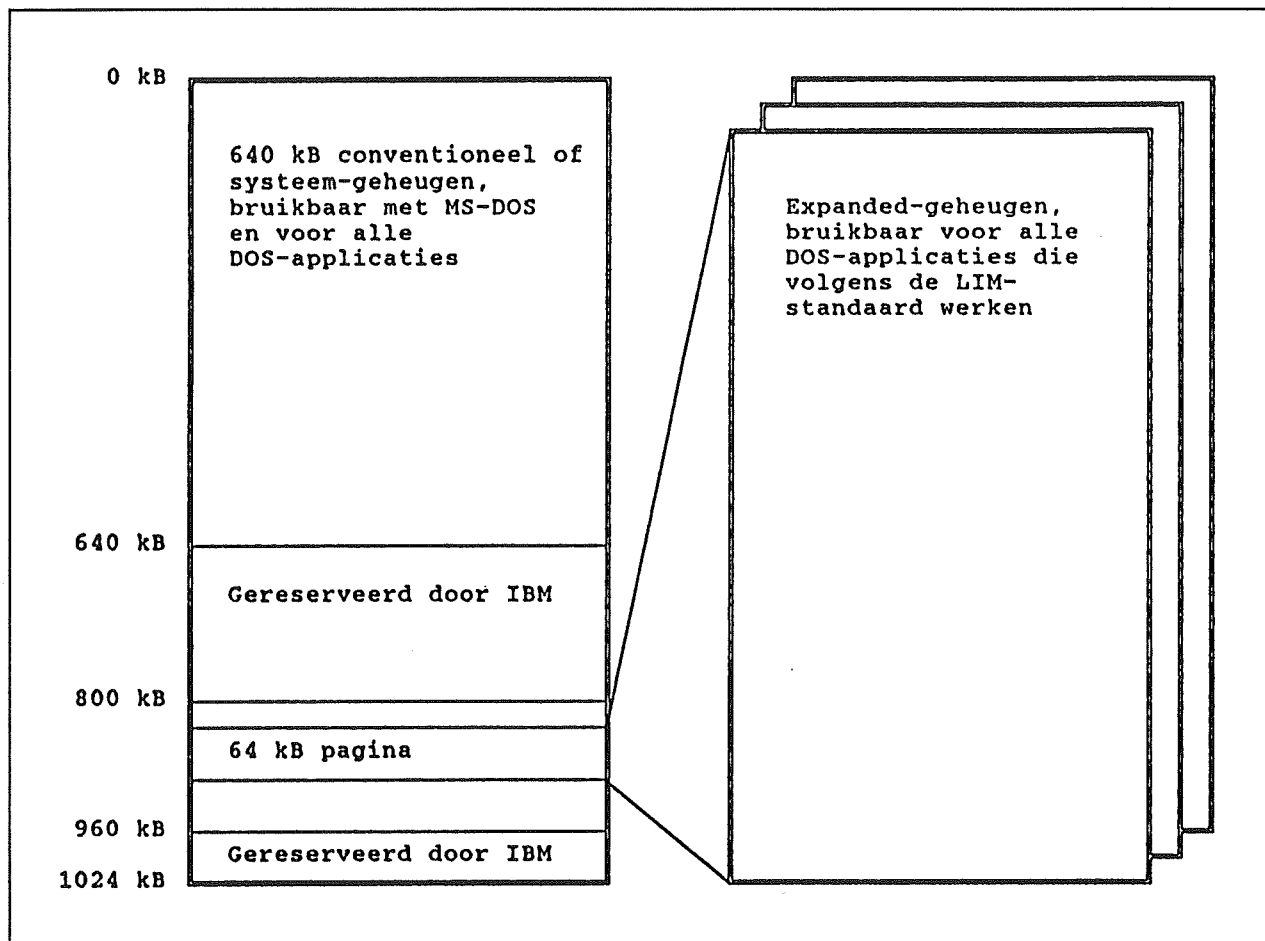 0 kB
640 kB conventioneel of
systeem-geheugen,
bruikbaar met MS-DOS
en voor alle
DOS-applicaties
Expanded-geheugen,
bruikbaar voor alle
DOS-applicaties die
volgens de LIM-
standaard werken
640 kB
Gereserveerd door IBM
800 kB
64 kB pagina
960 kB
Gereserveerd door IBM
1024 kB